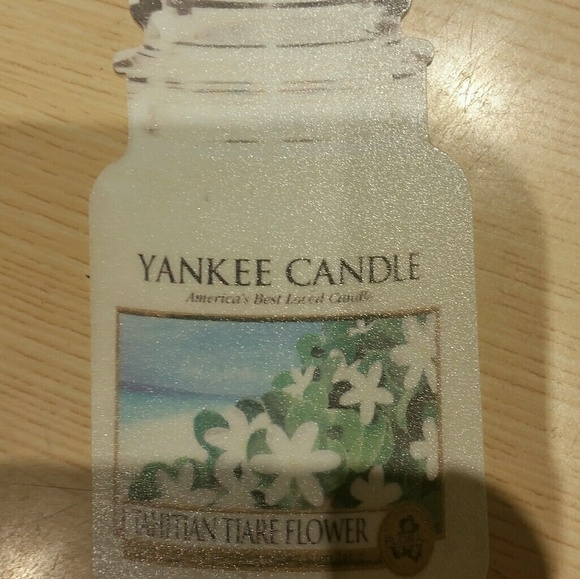 YANKEE CANDLE
America's Best Loved Candle
TAHITIAN TIARE FLOWER